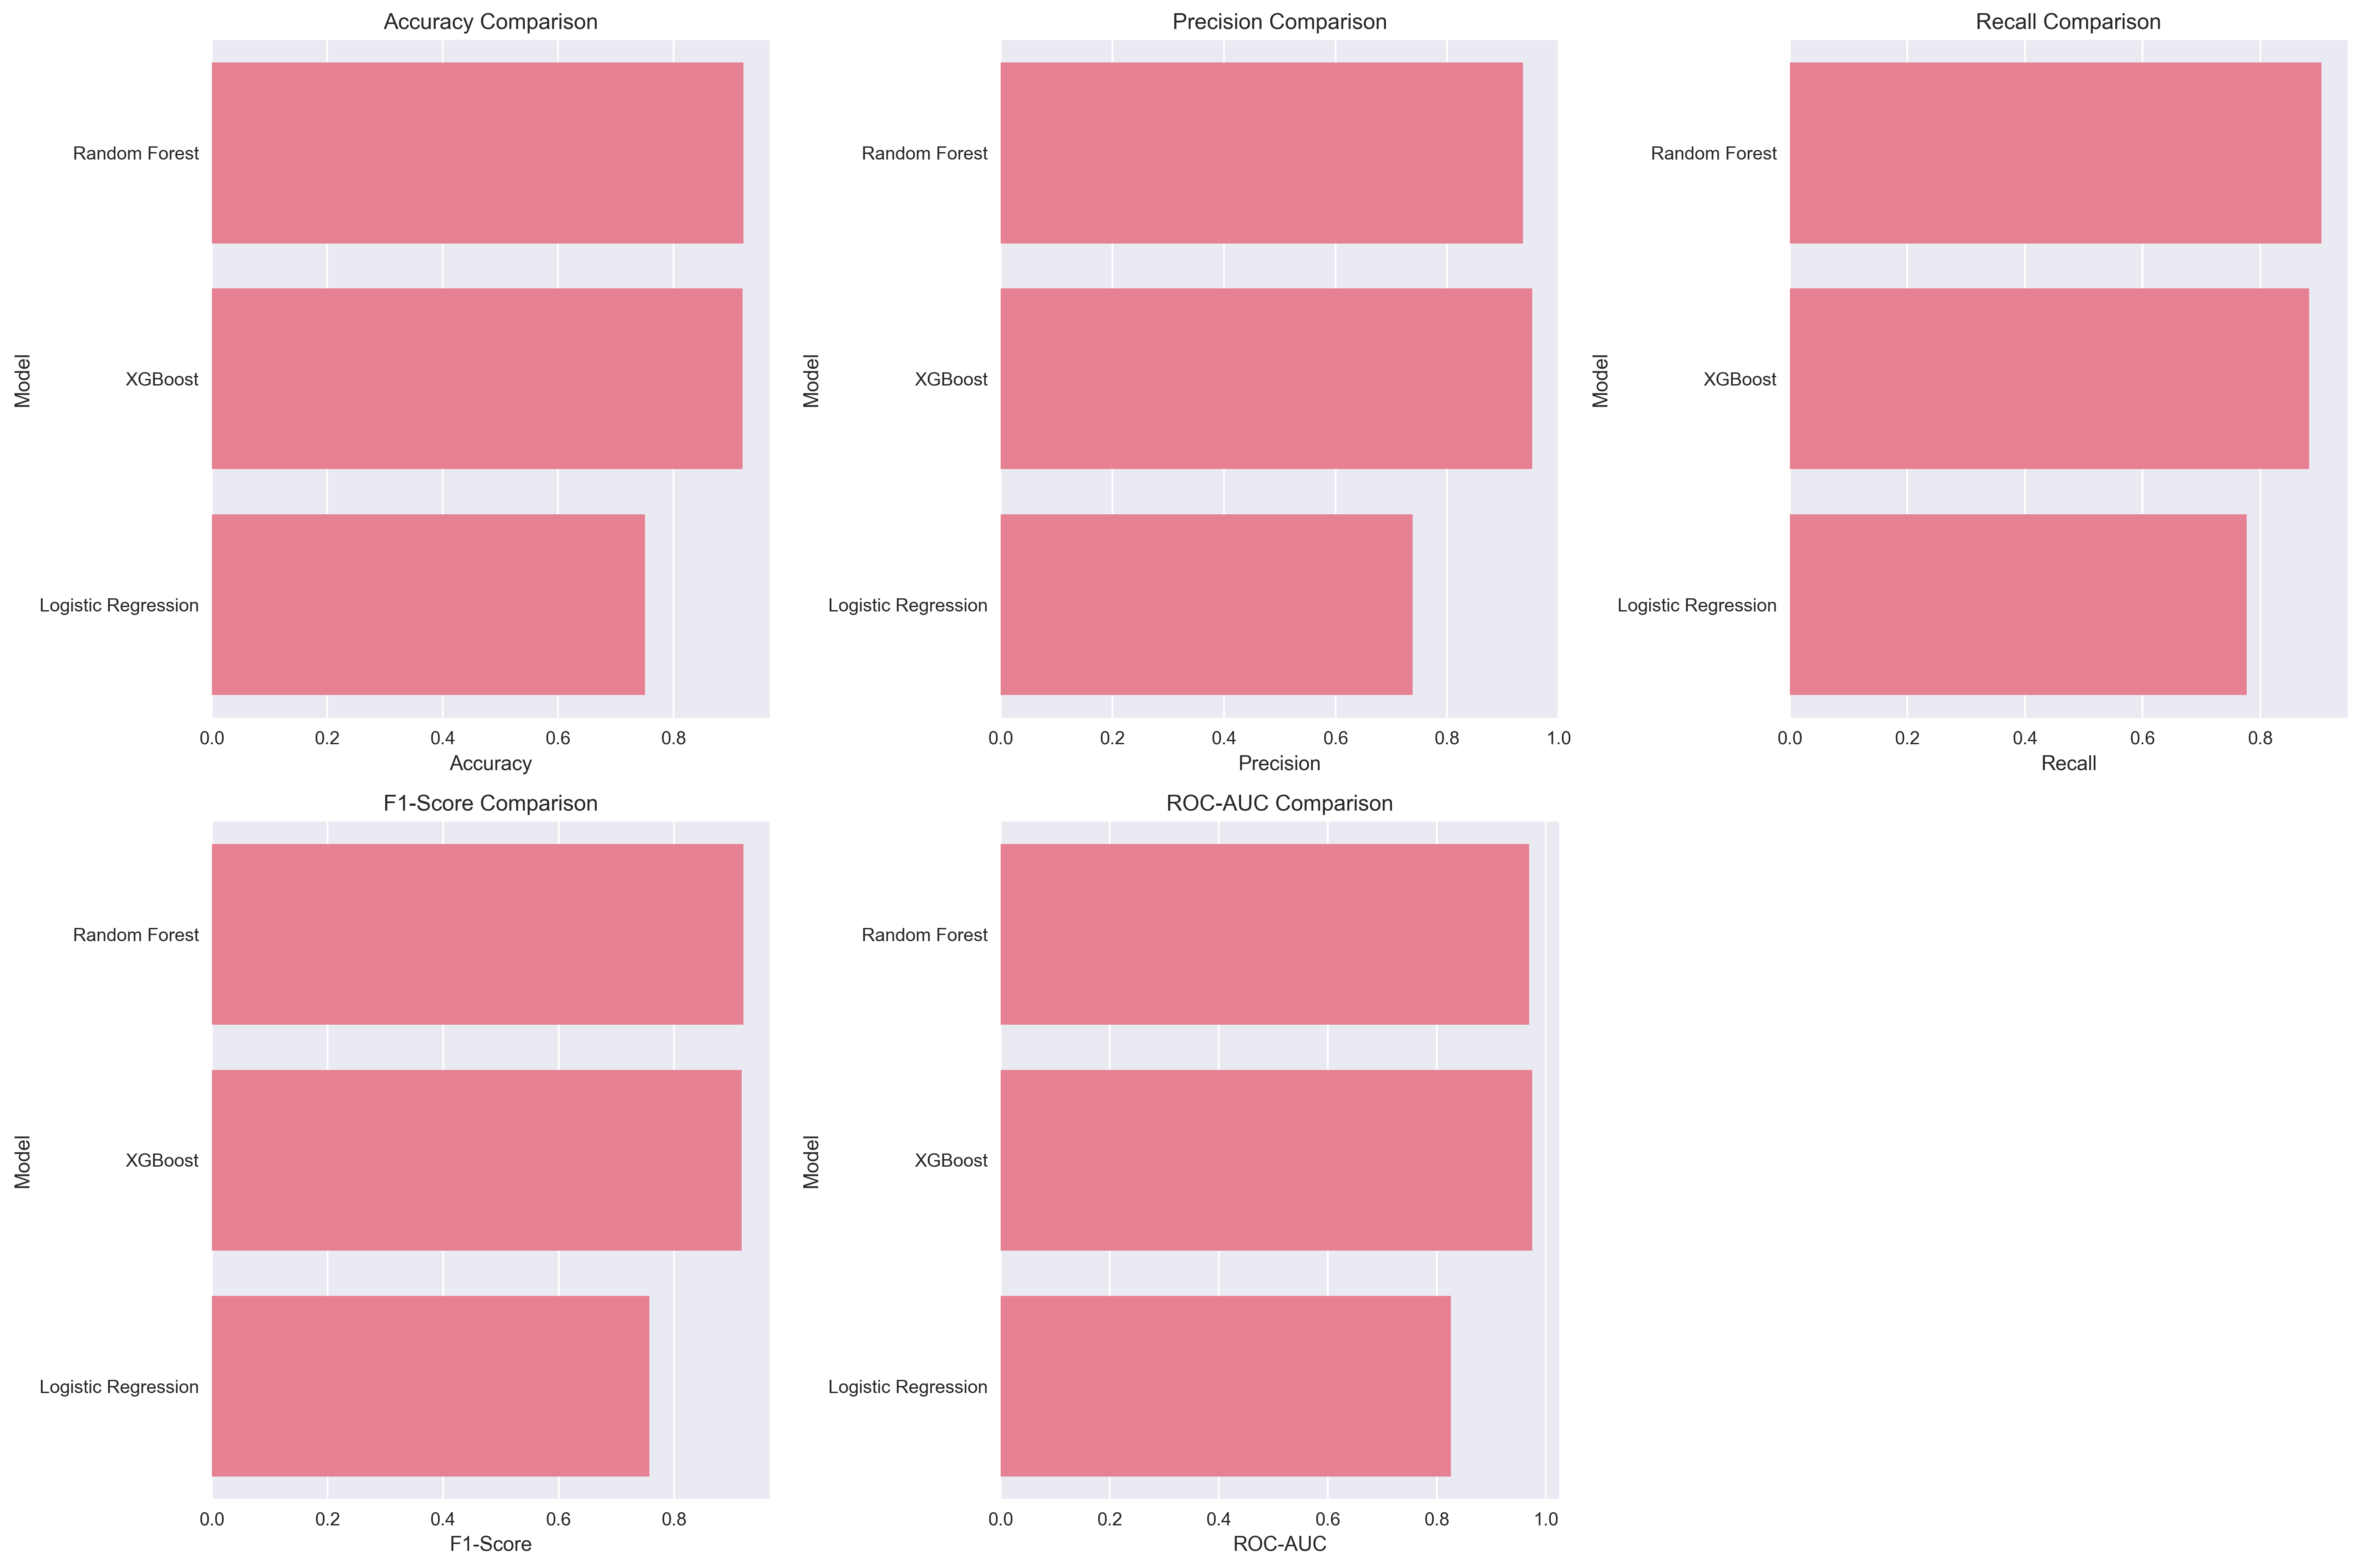 Accuracy Comparison
Random Forest
XGBoost
Logistic Regression
Model
0.0 0.2 0.4 0.6 0.8
Accuracy
Precision Comparison
Random Forest
XGBoost
Logistic Regression
Model
0.0 0.2 0.4 0.6 0.8 1.0
Precision
Recall Comparison
Random Forest
XGBoost
Logistic Regression
Model
0.0 0.2 0.4 0.6 0.8
Recall
F1-Score Comparison
Random Forest
XGBoost
Logistic Regression
Model
0.0 0.2 0.4 0.6 0.8
F1-Score
ROC-AUC Comparison
Random Forest
XGBoost
Logistic Regression
Model
0.0 0.2 0.4 0.6 0.8 1.0
ROC-AUC